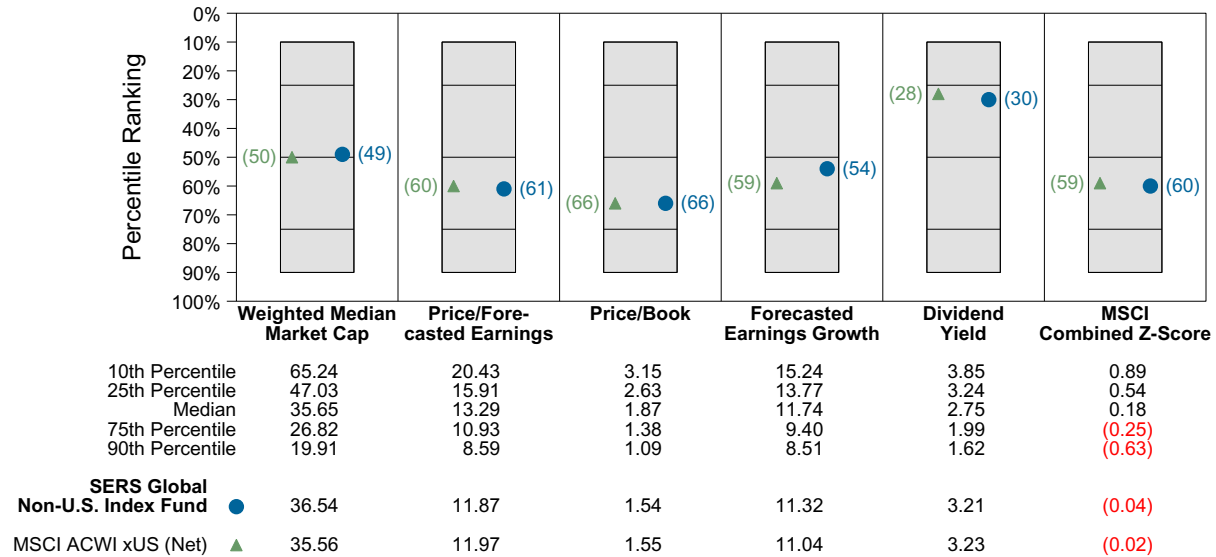 Percentile Ranking
0%
10%
20%
30%
40%
50%
60%
70%
80%
90%
100%
(50) (49)
(60) (61)
(66) (66)
(59) (54)
(28) (30)
(59) (60)
Weighted Median
Market Cap
Price/Fore-
casted Earnings
Price/Book
Forecasted
Earnings Growth
Dividend
Yield
MSCI
Combined Z-Score
10th Percentile 65.24 20.43 3.15 15.24 3.85 0.89
25th Percentile 47.03 15.91 2.63 13.77 3.24 0.54
Median 35.65 13.29 1.87 11.74 2.75 0.18
75th Percentile 26.82 10.93 1.38 9.40 1.99 (0.25)
90th Percentile 19.91 8.59 1.09 8.51 1.62 (0.63)
SERS Global
Non-U.S. Index Fund 36.54 11.87 1.54 11.32 3.21 (0.04)
MSCI ACWI xUS (Net) 35.56 11.97 1.55 11.04 3.23 (0.02)